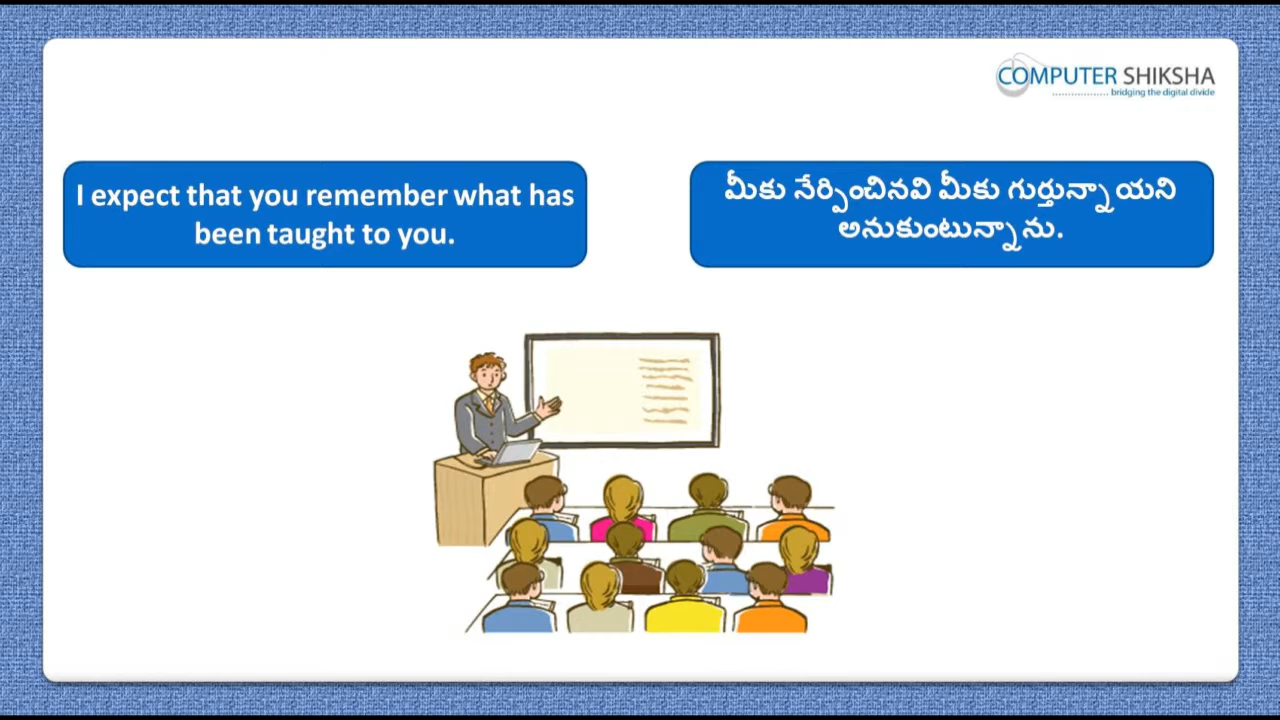 COMPUTER SHIKSHA
.................. bridging the digital divide
I expect that you remember what has
been taught to you.
మీకు నేర్పించినవి మీకు గుర్తున్నాయని
అనుకుంటున్నాను.